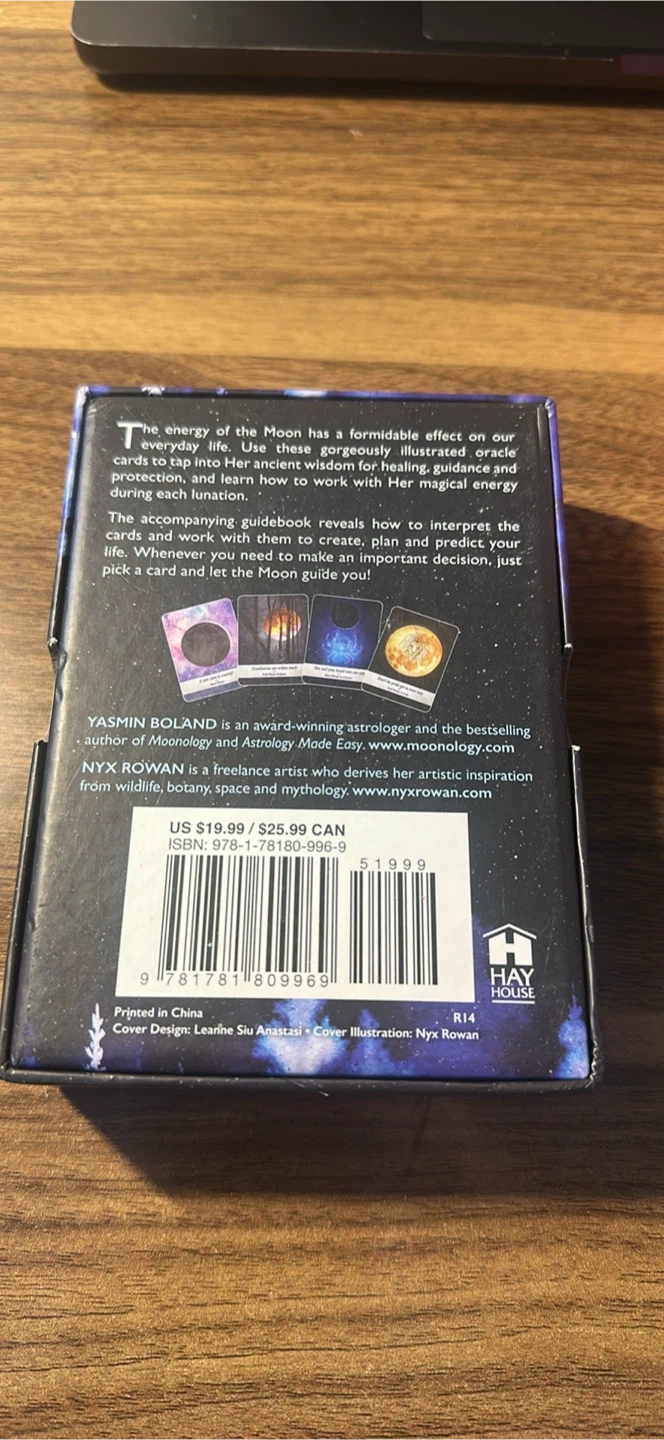 The energy of the Moon has a formidable effect on our
everyday life. Use these gorgeously illustrated oracle
cards to tap into Her ancient wisdom for healing, guidance and
protection, and learn how to work with Her magical energy
during each lunation.
The accompanying guidebook reveals how to interpret the
cards and work with them to create, plan and predict your
life. Whenever you need to make an important decision, just
pick a card and let the Moon guide you!
YASMIN BOLAND is an award-winning astrologer and the bestselling
author of Moonology and Astrology Made Easy. www.moonology.com
NYX ROWAN is a freelance artist who derives her artistic inspiration
from wildlife, botany, space and mythology. www.nyxrowan.com
US $19.99 / $25.99 CAN
ISBN: 978-1-78180-996-9
51999
9 781781 809969
HAY
HOUSE
Printed in China
R14
Cover Design: Leanne Siu Anastasi • Cover Illustration: Nyx Rowan